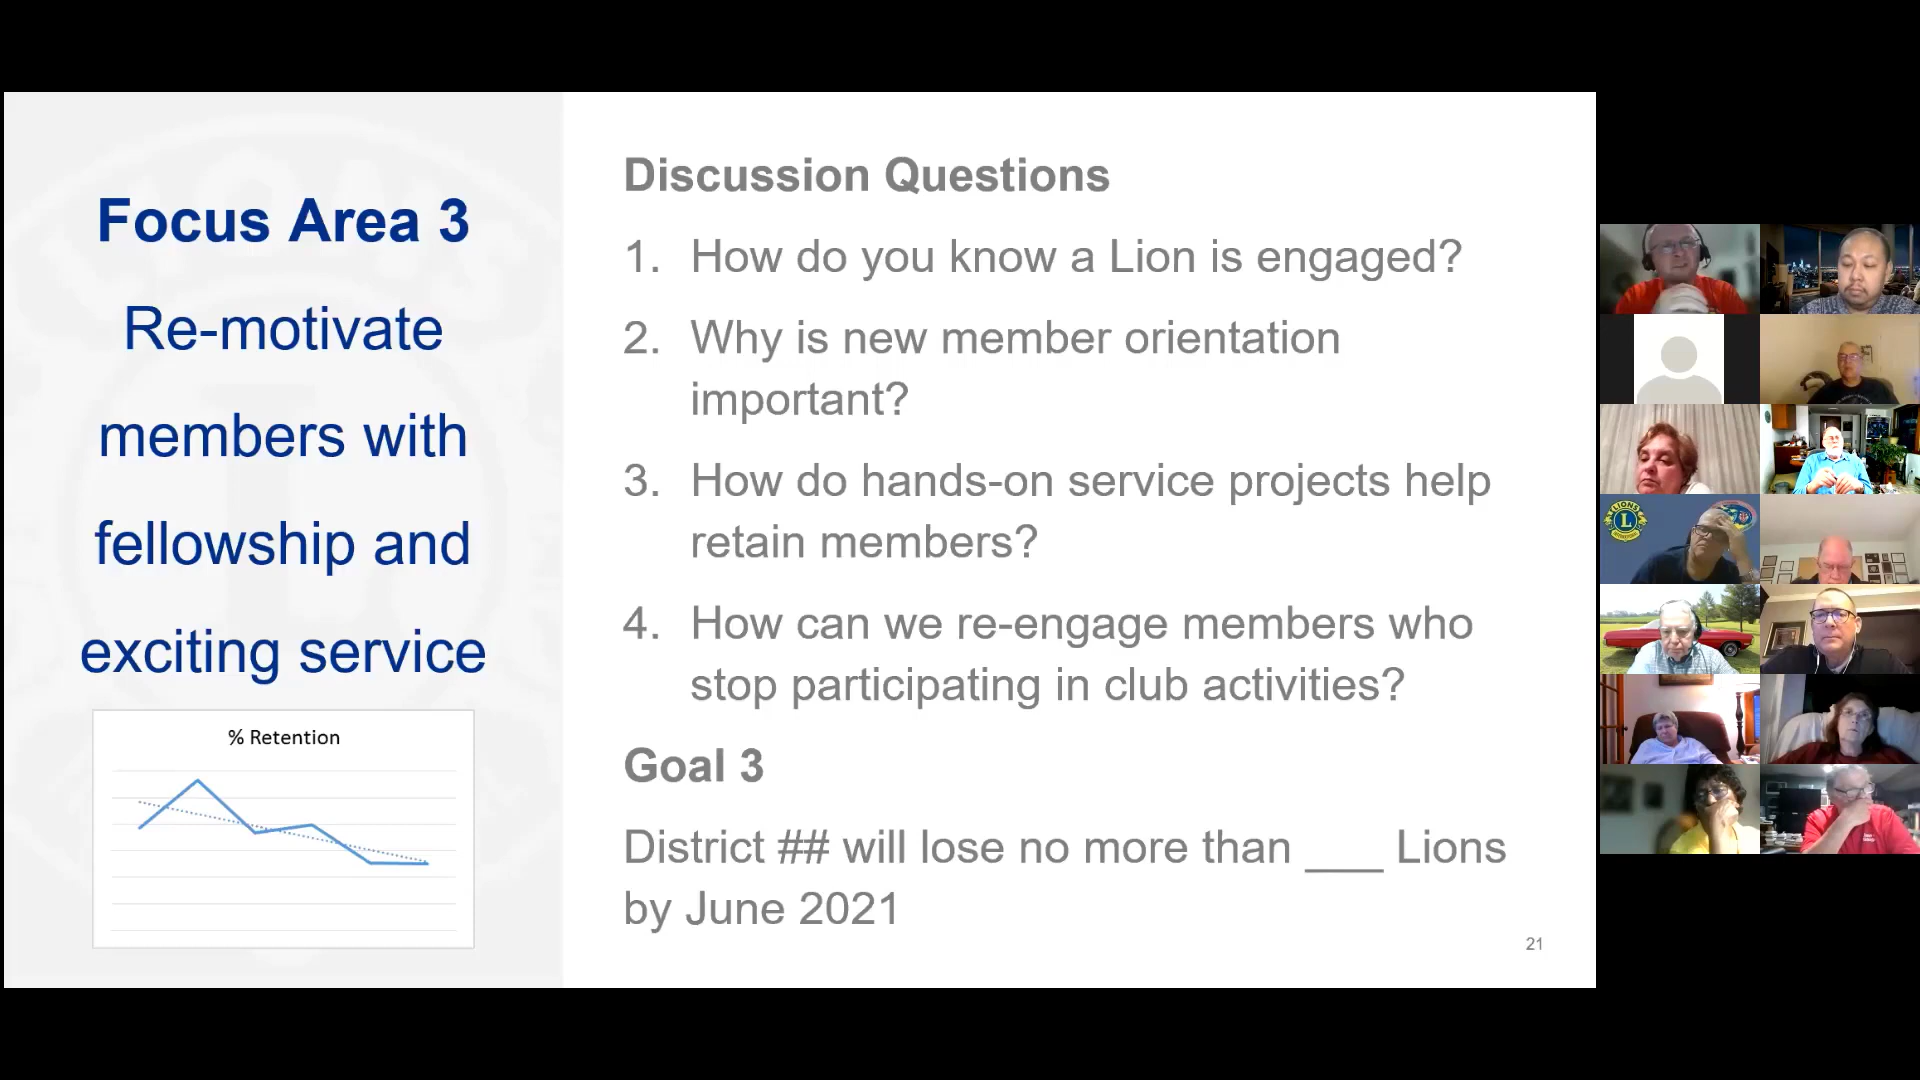 Focus Area 3
Re-motivate
members with
fellowship and
exciting service
% Retention
Discussion Questions
1. How do you know a Lion is engaged?
2. Why is new member orientation
important?
3. How do hands-on service projects help
retain members?
4. How can we re-engage members who
stop participating in club activities?
Goal 3
District ## will lose no more than ___ Lions
by June 2021
21
LIONS
L